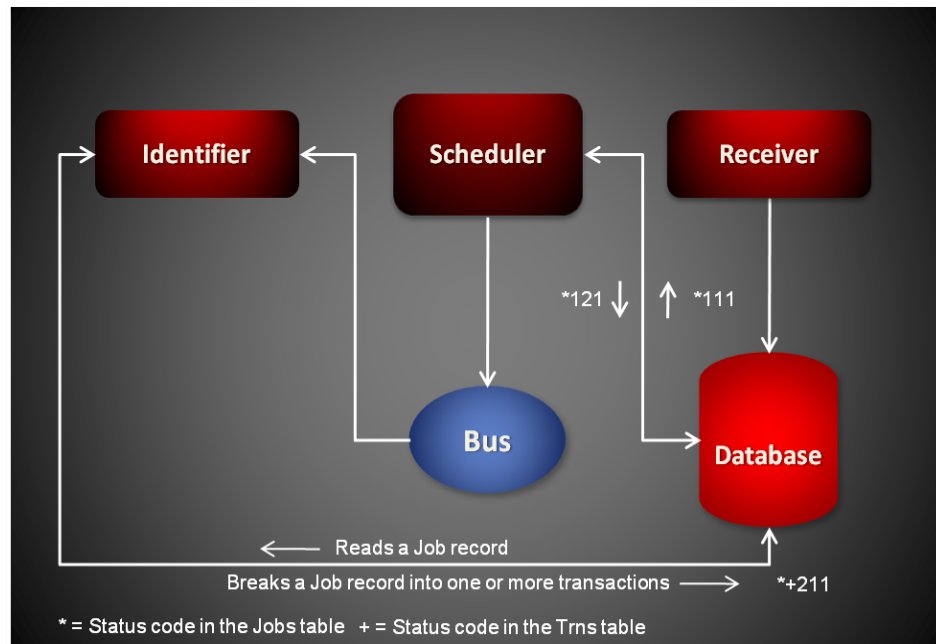 Identifier
Scheduler
Receiver
*121
*111
Bus
Database
Reads a Job record
Breaks a Job record into one or more transactions
*+211
* = Status code in the Jobs table + = Status code in the Trns table